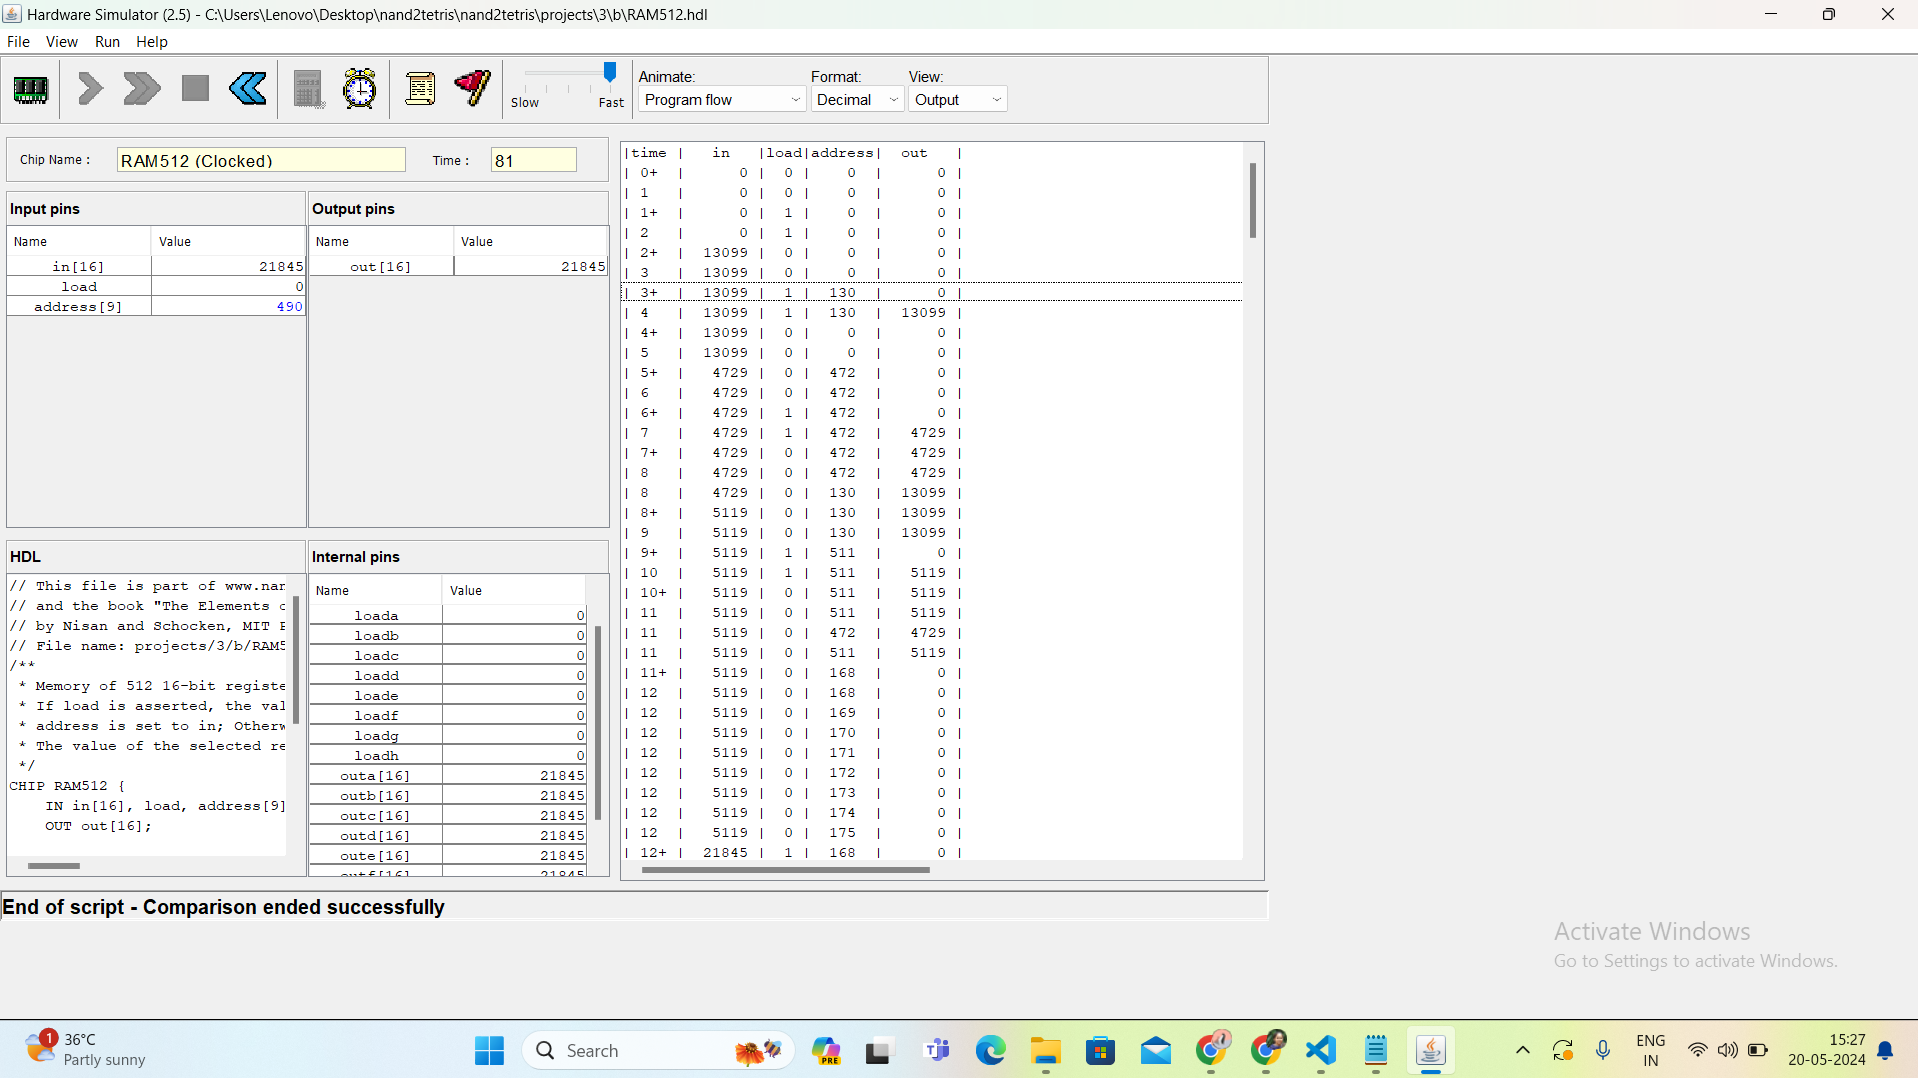 Hardware Simulator (2.5) - C:\Users\Lenovo\Desktop\nand2tetris\nand2tetris\projects\3\b\RAM512.hdl
File View Run Help
Slow Fast
Animate: Format: View:
Program flow Decimal Output
Chip Name : RAM512 (Clocked) Time : 81
Input pins
Name Value
in[16] 21845
load 0
address[9] 490
Output pins
Name Value
out[16] 21845
HDL
// This file is part of www.nan
// and the book "The Elements o
// by Nisan and Schocken, MIT P
// File name: projects/3/b/RAM5
/**
* Memory of 512 16-bit registe
* If load is asserted, the val
* address is set to in; Otherw
* The value of the selected re
*/
CHIP RAM512 {
IN in[16], load, address[9]
OUT out[16];
Internal pins
Name Value
loada 0
loadb 0
loadc 0
loadd 0
loade 0
loadf 0
loadg 0
loadh 0
outa[16] 21845
outb[16] 21845
outc[16] 21845
outd[16] 21845
oute[16] 21845
outf[16] 21845
|time | in |load|address| out |
| 0+ | 0 | 0 | 0 | 0 |
| 1 | 0 | 0 | 0 | 0 |
| 1+ | 0 | 1 | 0 | 0 |
| 2 | 0 | 1 | 0 | 0 |
| 2+ | 13099 | 0 | 0 | 0 |
| 3 | 13099 | 0 | 0 | 0 |
| 3+ | 13099 | 1 | 130 | 0 |
| 4 | 13099 | 1 | 130 | 13099 |
| 4+ | 13099 | 0 | 0 | 0 |
| 5 | 13099 | 0 | 0 | 0 |
| 5+ | 4729 | 0 | 472 | 0 |
| 6 | 4729 | 0 | 472 | 0 |
| 6+ | 4729 | 1 | 472 | 0 |
| 7 | 4729 | 1 | 472 | 4729 |
| 7+ | 4729 | 0 | 472 | 4729 |
| 8 | 4729 | 0 | 472 | 4729 |
| 8 | 4729 | 0 | 130 | 13099 |
| 8+ | 5119 | 0 | 130 | 13099 |
| 9 | 5119 | 0 | 130 | 13099 |
| 9+ | 5119 | 1 | 511 | 0 |
| 10 | 5119 | 1 | 511 | 5119 |
| 10+ | 5119 | 0 | 511 | 5119 |
| 11 | 5119 | 0 | 511 | 5119 |
| 11 | 5119 | 0 | 472 | 4729 |
| 11 | 5119 | 0 | 511 | 5119 |
| 11+ | 5119 | 0 | 168 | 0 |
| 12 | 5119 | 0 | 168 | 0 |
| 12 | 5119 | 0 | 169 | 0 |
| 12 | 5119 | 0 | 170 | 0 |
| 12 | 5119 | 0 | 171 | 0 |
| 12 | 5119 | 0 | 172 | 0 |
| 12 | 5119 | 0 | 173 | 0 |
| 12 | 5119 | 0 | 174 | 0 |
| 12 | 5119 | 0 | 175 | 0 |
| 12+ | 21845 | 1 | 168 | 0 |
End of script - Comparison ended successfully
Activate Windows
Go to Settings to activate Windows.
1
36°C
Partly sunny
Search
PRE
ENG
IN
15:27
20-05-2024